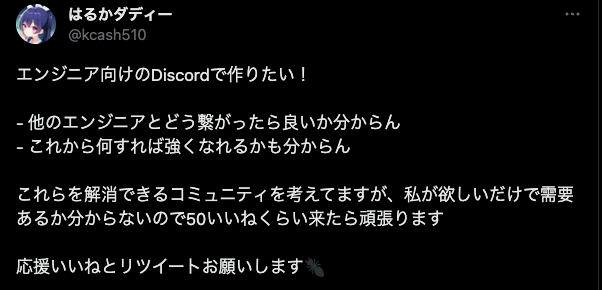 はるかダディー
@kcash510
エンジニア向けのDiscordで作りたい！
- 他のエンジニアとどう繋がったら良いか分からん
- これから何すれば強くなれるかも分からん
これらを解消できるコミュニティを考えてますが、私が欲しいだけで需要
あるか分からないので50いいねくらい来たら頑張ります
応援いいねとリツイートお願いします🐜